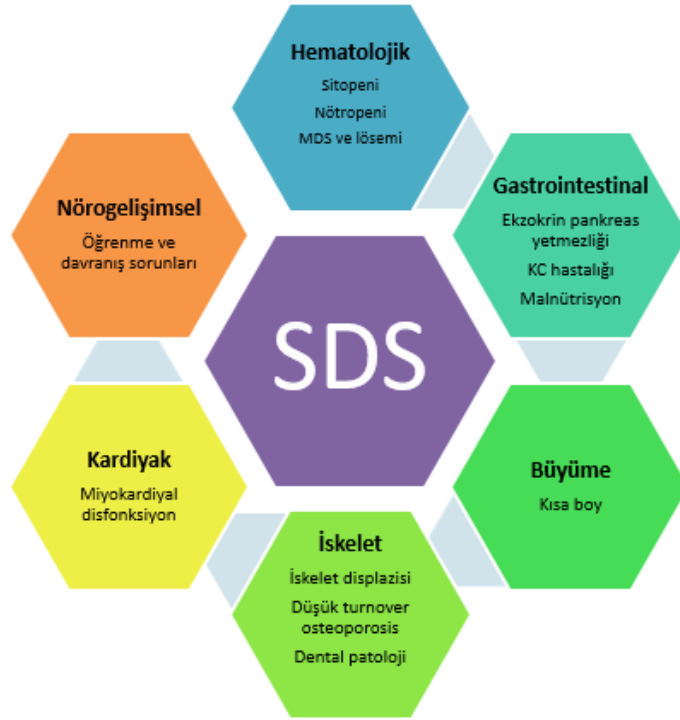 Hematolojik
Sitopeni
Nötropeni
MDS ve lösemi
Gastrointestinal
Ekzokrin pankreas
yetmezliği
KC hastalığı
Malnütrisyon
Büyüme
Kısa boy
İskelet
İskelet displazisi
Düşük turnover
osteoporosis
Dental patoloji
Kardiyak
Miyokardiyal
disfonksiyon
Nörogelişimsel
Öğrenme ve
davranış sorunları
SDS